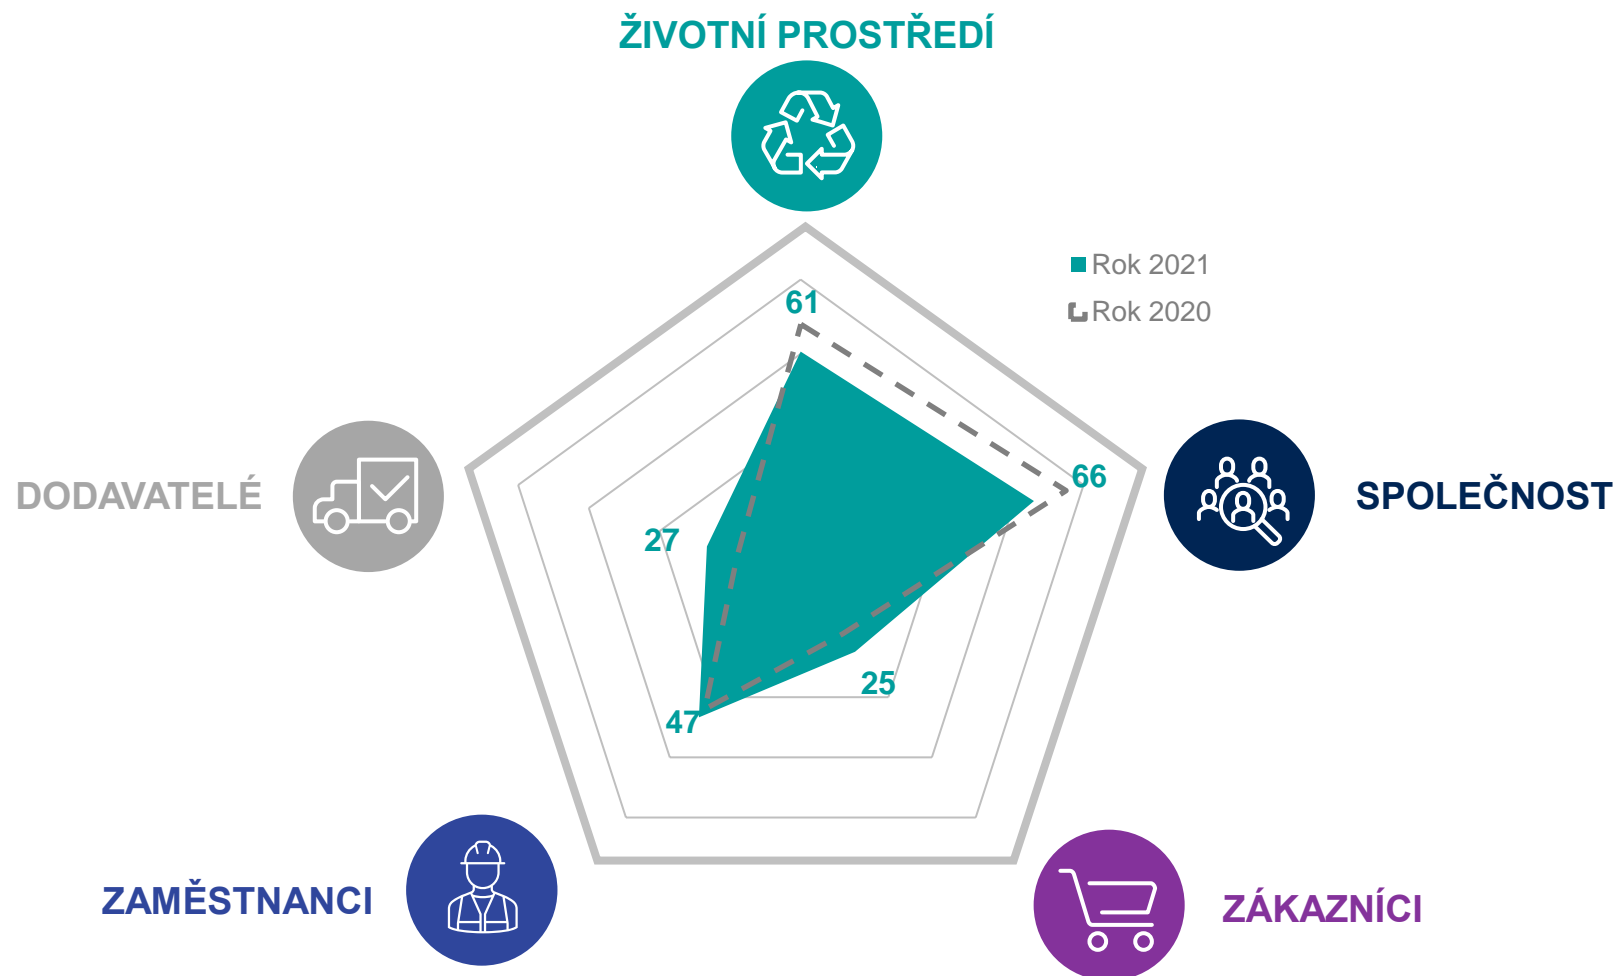 ŽIVOTNÍ PROSTŘEDÍ
Rok 2021
Rok 2020
61
66
DODAVATELÉ
SPOLEČNOST
27
25
47
ZAMĚSTNANCI
ZÁKAZNÍCI